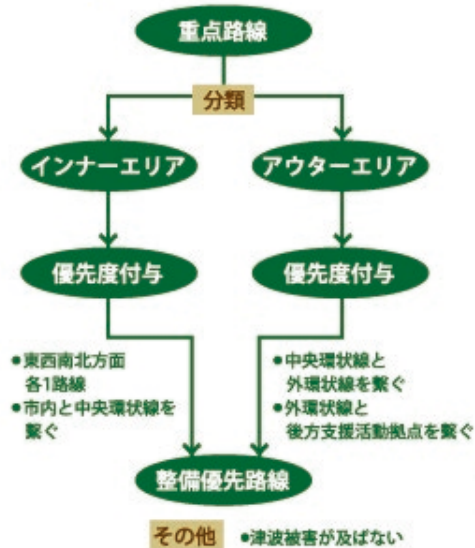 重点路線
分類
インナーエリア
アウターエリア
優先度付与
優先度付与
●東西南北方面
各1路線
●市内と中央環状線を
繋ぐ
●中央環状線と
外環状線を繋ぐ
●外環状線と
後方支援活動拠点を繋ぐ
整備優先路線
その他 ●津波被害が及ばない